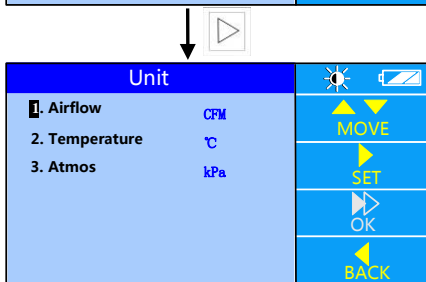 Unit
1. Airflow CFM
2. Temperature ℃
3. Atmos kPa
MOVE
SET
OK
BACK